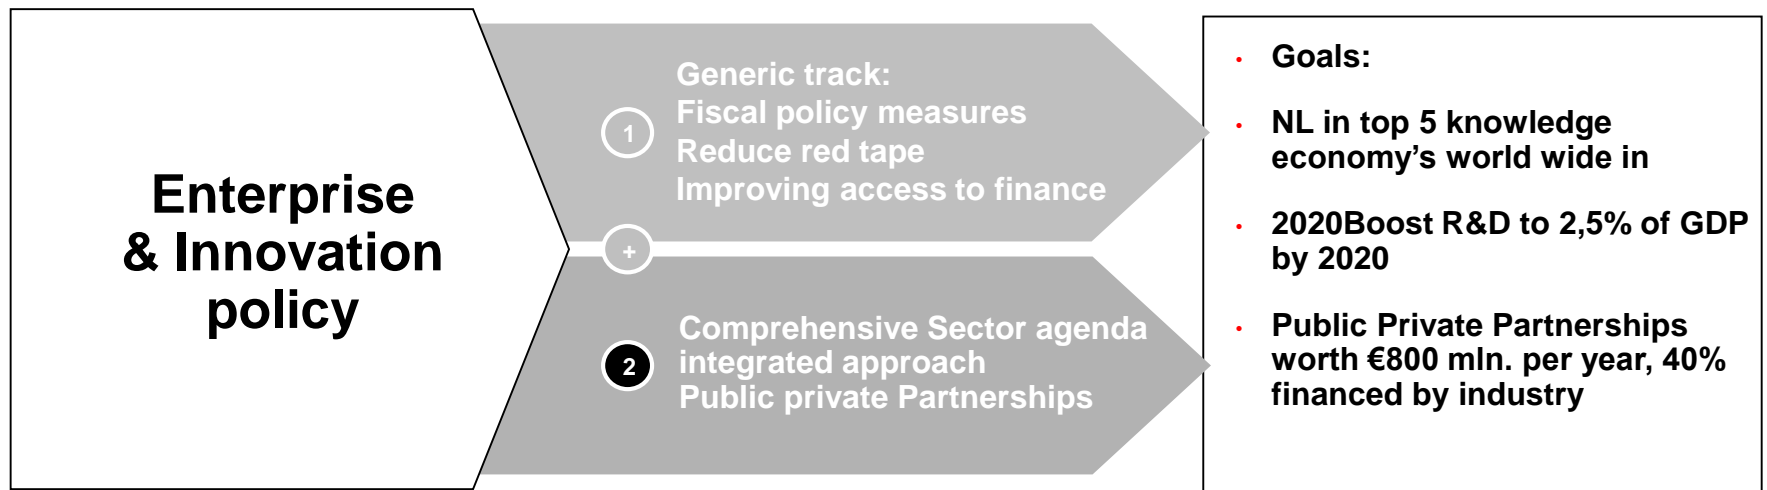 Enterprise
& Innovation
policy
1
Generic track:
Fiscal policy measures
Reduce red tape
Improving access to finance
+
2
Comprehensive Sector agenda
integrated approach
Public private Partnerships
• Goals:
• NL in top 5 knowledge
economy’s world wide in
• 2020Boost R&D to 2,5% of GDP
by 2020
• Public Private Partnerships
worth €800 mln. per year, 40%
financed by industry